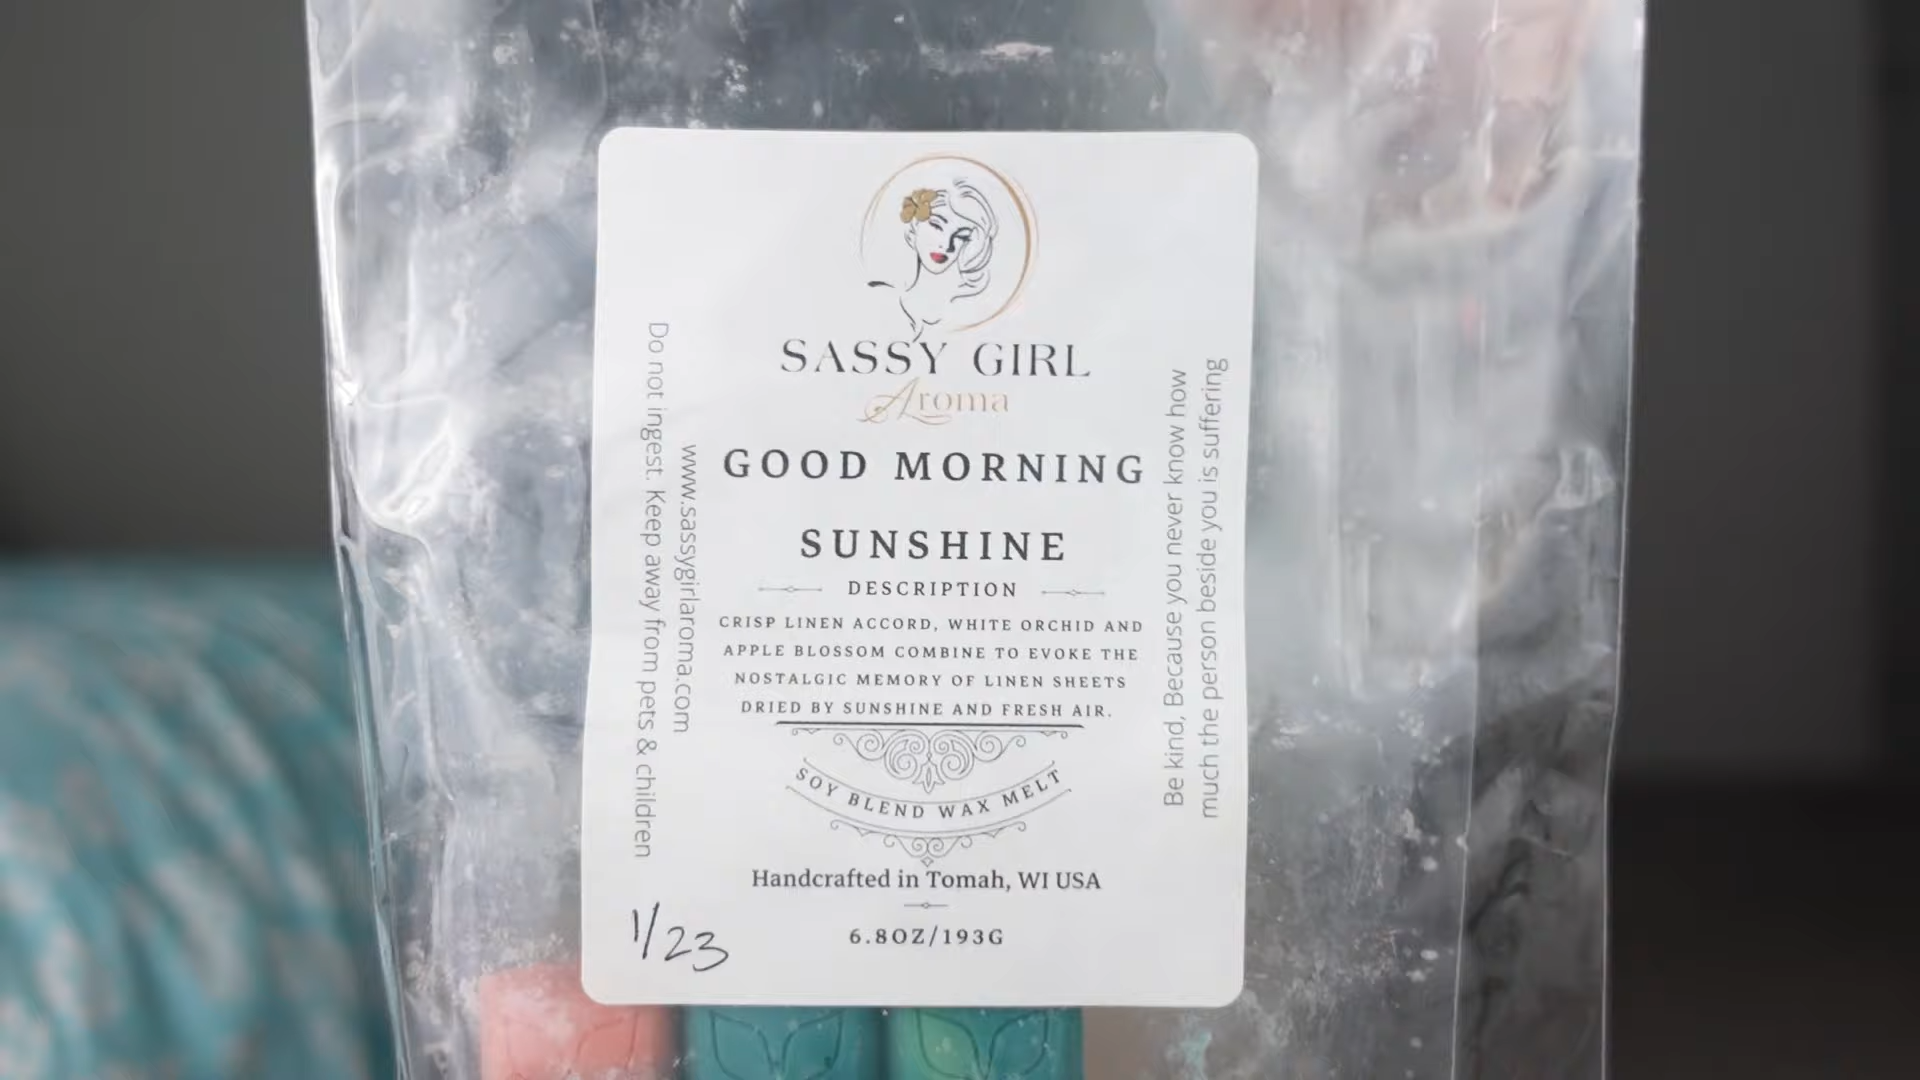 SASSY GIRL
Aroma
GOOD MORNING
SUNSHINE
DESCRIPTION
CRISP LINEN ACCORD, WHITE ORCHID AND
APPLE BLOSSOM COMBINE TO EVOKE THE
NOSTALGIC MEMORY OF LINEN SHEETS
DRIED BY SUNSHINE AND FRESH AIR.
SOY BLEND WAX MELT
Handcrafted in Tomah, WI USA
6.8OZ/193G
1/23
www.sassygirlaroma.com
Do not ingest. Keep away from pets & children
Be kind, Because you never know how
much the person beside you is suffering